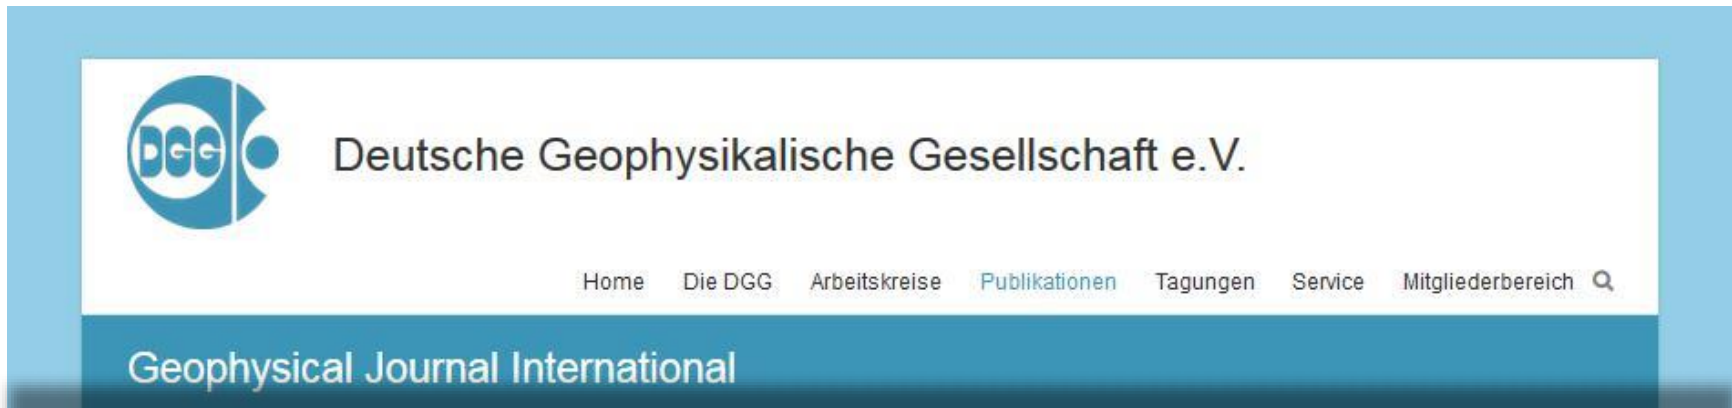 DGG
Deutsche Geophysikalische Gesellschaft e.V.
Home Die DGG Arbeitskreise Publikationen Tagungen Service Mitgliederbereich
Geophysical Journal International